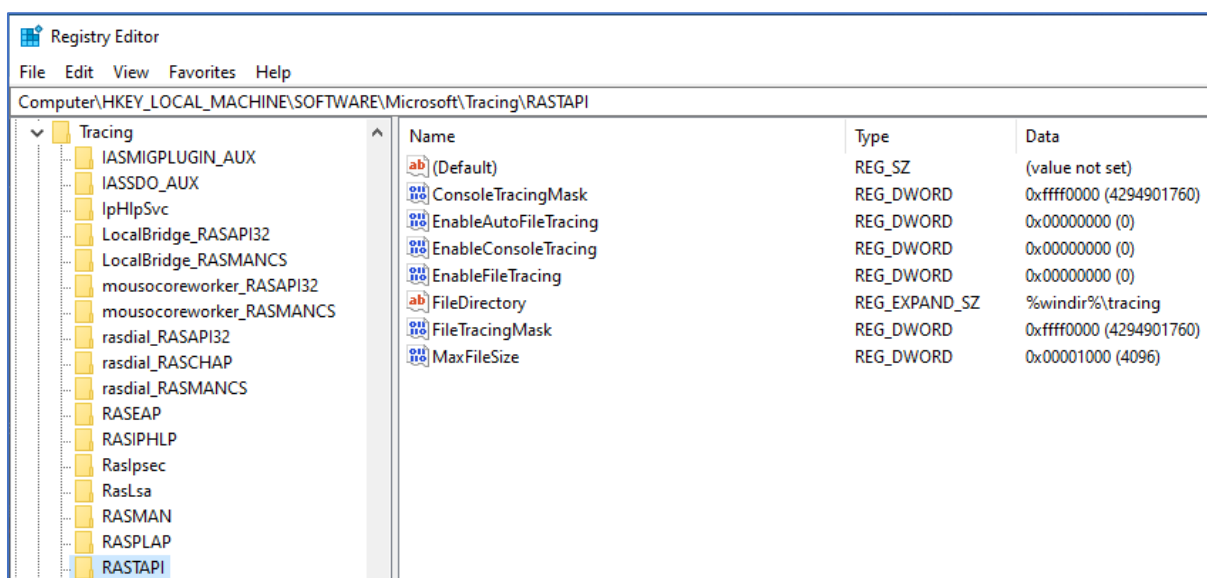 Registry Editor
File Edit View Favorites Help
Computer\HKEY_LOCAL_MACHINE\SOFTWARE\Microsoft\Tracing\RASTAPI
Tracing
IASMIGPLUGIN_AUX
IASSDO_AUX
IpHlpSvc
LocalBridge_RASAPI32
LocalBridge_RASMANCS
mousocoreworker_RASAPI32
mousocoreworker_RASMANCS
rasdial_RASAPI32
rasdial_RASCHAP
rasdial_RASMANCS
RASEAP
RASIPHLP
RasIpsec
RasLsa
RASMAN
RASPLAP
RASTAPI
Name Type Data
(Default) REG_SZ (value not set)
ConsoleTracingMask REG_DWORD 0xffff0000 (4294901760)
EnableAutoFileTracing REG_DWORD 0x00000000 (0)
EnableConsoleTracing REG_DWORD 0x00000000 (0)
EnableFileTracing REG_DWORD 0x00000000 (0)
FileDirectory REG_EXPAND_SZ %windir%\tracing
FileTracingMask REG_DWORD 0xffff0000 (4294901760)
MaxFileSize REG_DWORD 0x00001000 (4096)